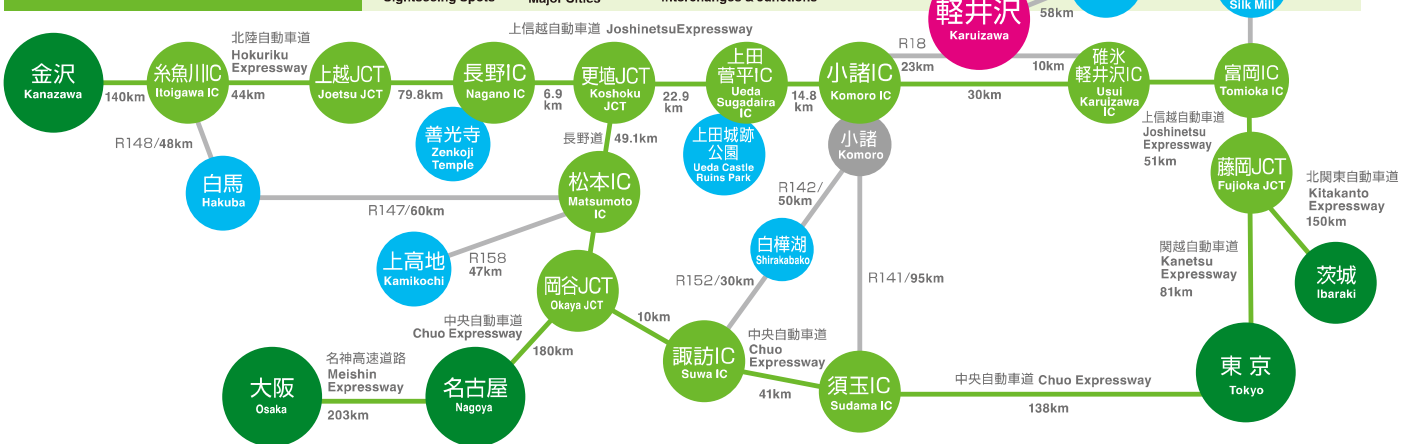 Silk Mill
58km
軽井沢
Karuizawa
上信越自動車道 JoshinetsuExpressway
金沢
Kanazawa
140km
糸魚川IC
Itoigawa IC
北陸自動車道
Hokuriku
Expressway
44km
上越JCT
Joetsu JCT
79.8km
長野IC
Nagano IC
6.9
km
更埴JCT
Koshoku
JCT
22.9
km
上田
菅平IC
Ueda
Sugadaira
IC
14.8
km
小諸IC
Komoro IC
R18
23km
10km
30km
碓氷
軽井沢IC
Usui
Karuizawa
IC
富岡IC
Tomioka IC
R148/48km
善光寺
Zenkoji
Temple
長野道
49.1km
上田城跡
公園
Ueda Castle
Ruins Park
小諸
Komoro
上信越自動車道
Joshinetsu
Expressway
51km
藤岡JCT
Fujioka JCT
北関東自動車道
Kitakanto
Expressway
150km
白馬
Hakuba
R147/60km
松本IC
Matsumoto
IC
R142/
50km
上高地
Kamikochi
R158
47km
白樺湖
Shirakabako
関越自動車道
Kanetsu
Expressway
81km
茨城
Ibaraki
岡谷JCT
Okaya JCT
R152/30km
R141/95km
10km
中央自動車道
Chuo Expressway
180km
中央自動車道
Chuo
Expressway
諏訪IC
Suwa IC
41km
名神高速道路
Meishin
Expressway
大阪
Osaka
203km
名古屋
Nagoya
須玉IC
Sudama IC
中央自動車道 Chuo Expressway
138km
東京
Tokyo